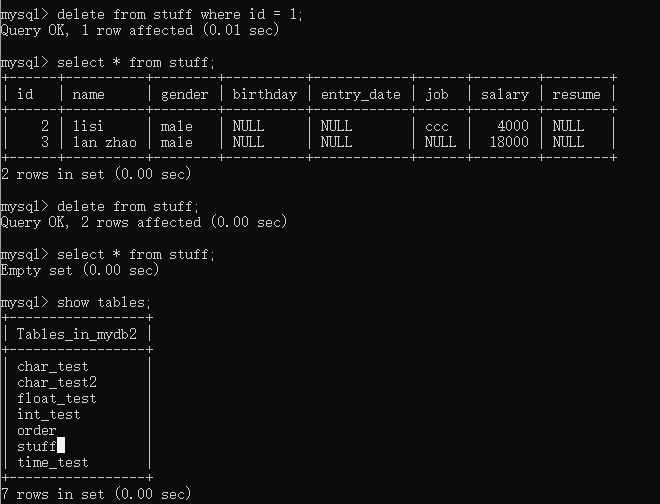 mysql> delete from stuff where id = 1;
Query OK, 1 row affected (0.01 sec)
mysql> select * from stuff;
+------+----------+--------+----------+------------+------+--------+--------+
| id | name | gender | birthday | entry_date | job | salary | resume |
+------+----------+--------+----------+------------+------+--------+--------+
| 2 | lisi | male | NULL | NULL | ccc | 4000 | NULL |
| 3 | lan zhao | male | NULL | NULL | NULL | 18000 | NULL |
+------+----------+--------+----------+------------+------+--------+--------+
2 rows in set (0.00 sec)
mysql> delete from stuff;
Query OK, 2 rows affected (0.00 sec)
mysql> select * from stuff;
Empty set (0.00 sec)
mysql> show tables;
+-----------------+
| Tables_in_mydb2 |
+-----------------+
| char_test |
| char_test2 |
| float_test |
| int_test |
| order |
| stuff |
| time_test |
+-----------------+
7 rows in set (0.00 sec)